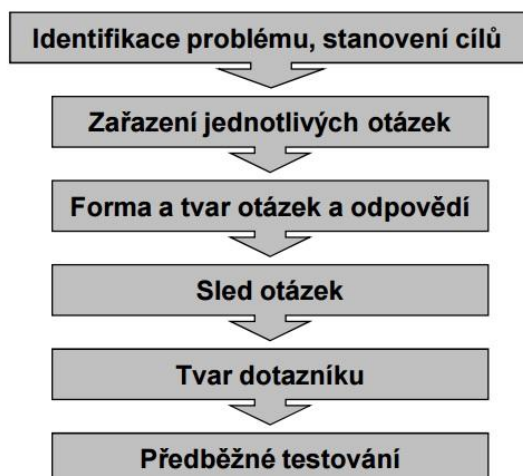 Identifikace problému, stanovení cílů
Zařazení jednotlivých otázek
Forma a tvar otázek a odpovědí
Sled otázek
Tvar dotazníku
Předběžné testování